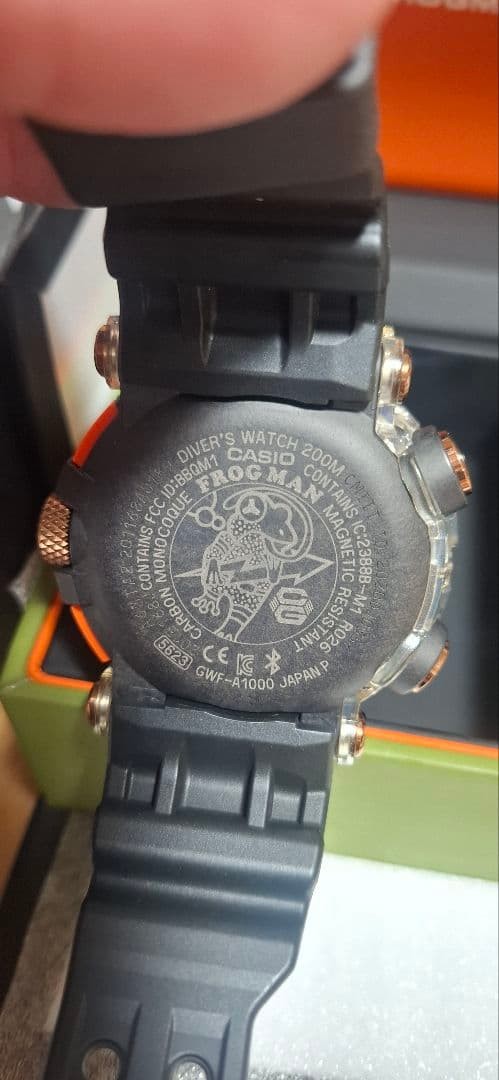 DIVER'S WATCH 200M
CASIO
CONTAINS FCC ID:BBQM1
CONTAINS IC:2388B-M1 R026
FROGMAN
CARBON MONOCOQUE
MAGNETIC RESISTANT
5623
GWF-A1000 JAPAN P